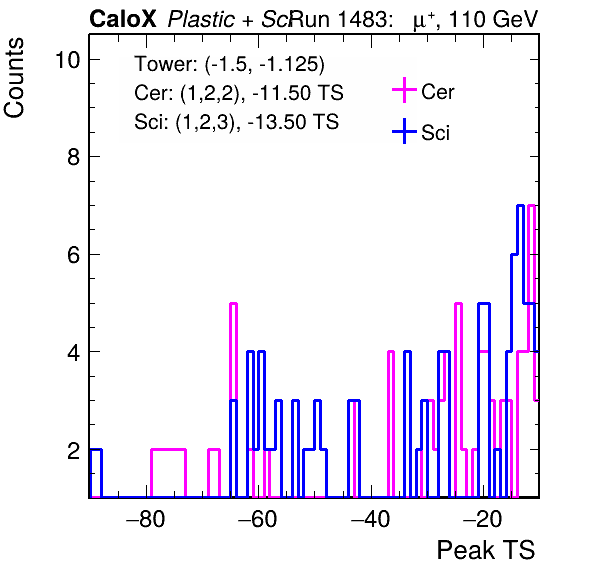 CaloX Plastic + Sci Run 1483: μ⁺, 110 GeV
Counts
Tower: (-1.5, -1.125)
Cer: (1,2,2), -11.50 TS
Sci: (1,2,3), -13.50 TS
Cer
Sci
10
8
6
4
2
−80 −60 −40 −20
Peak TS